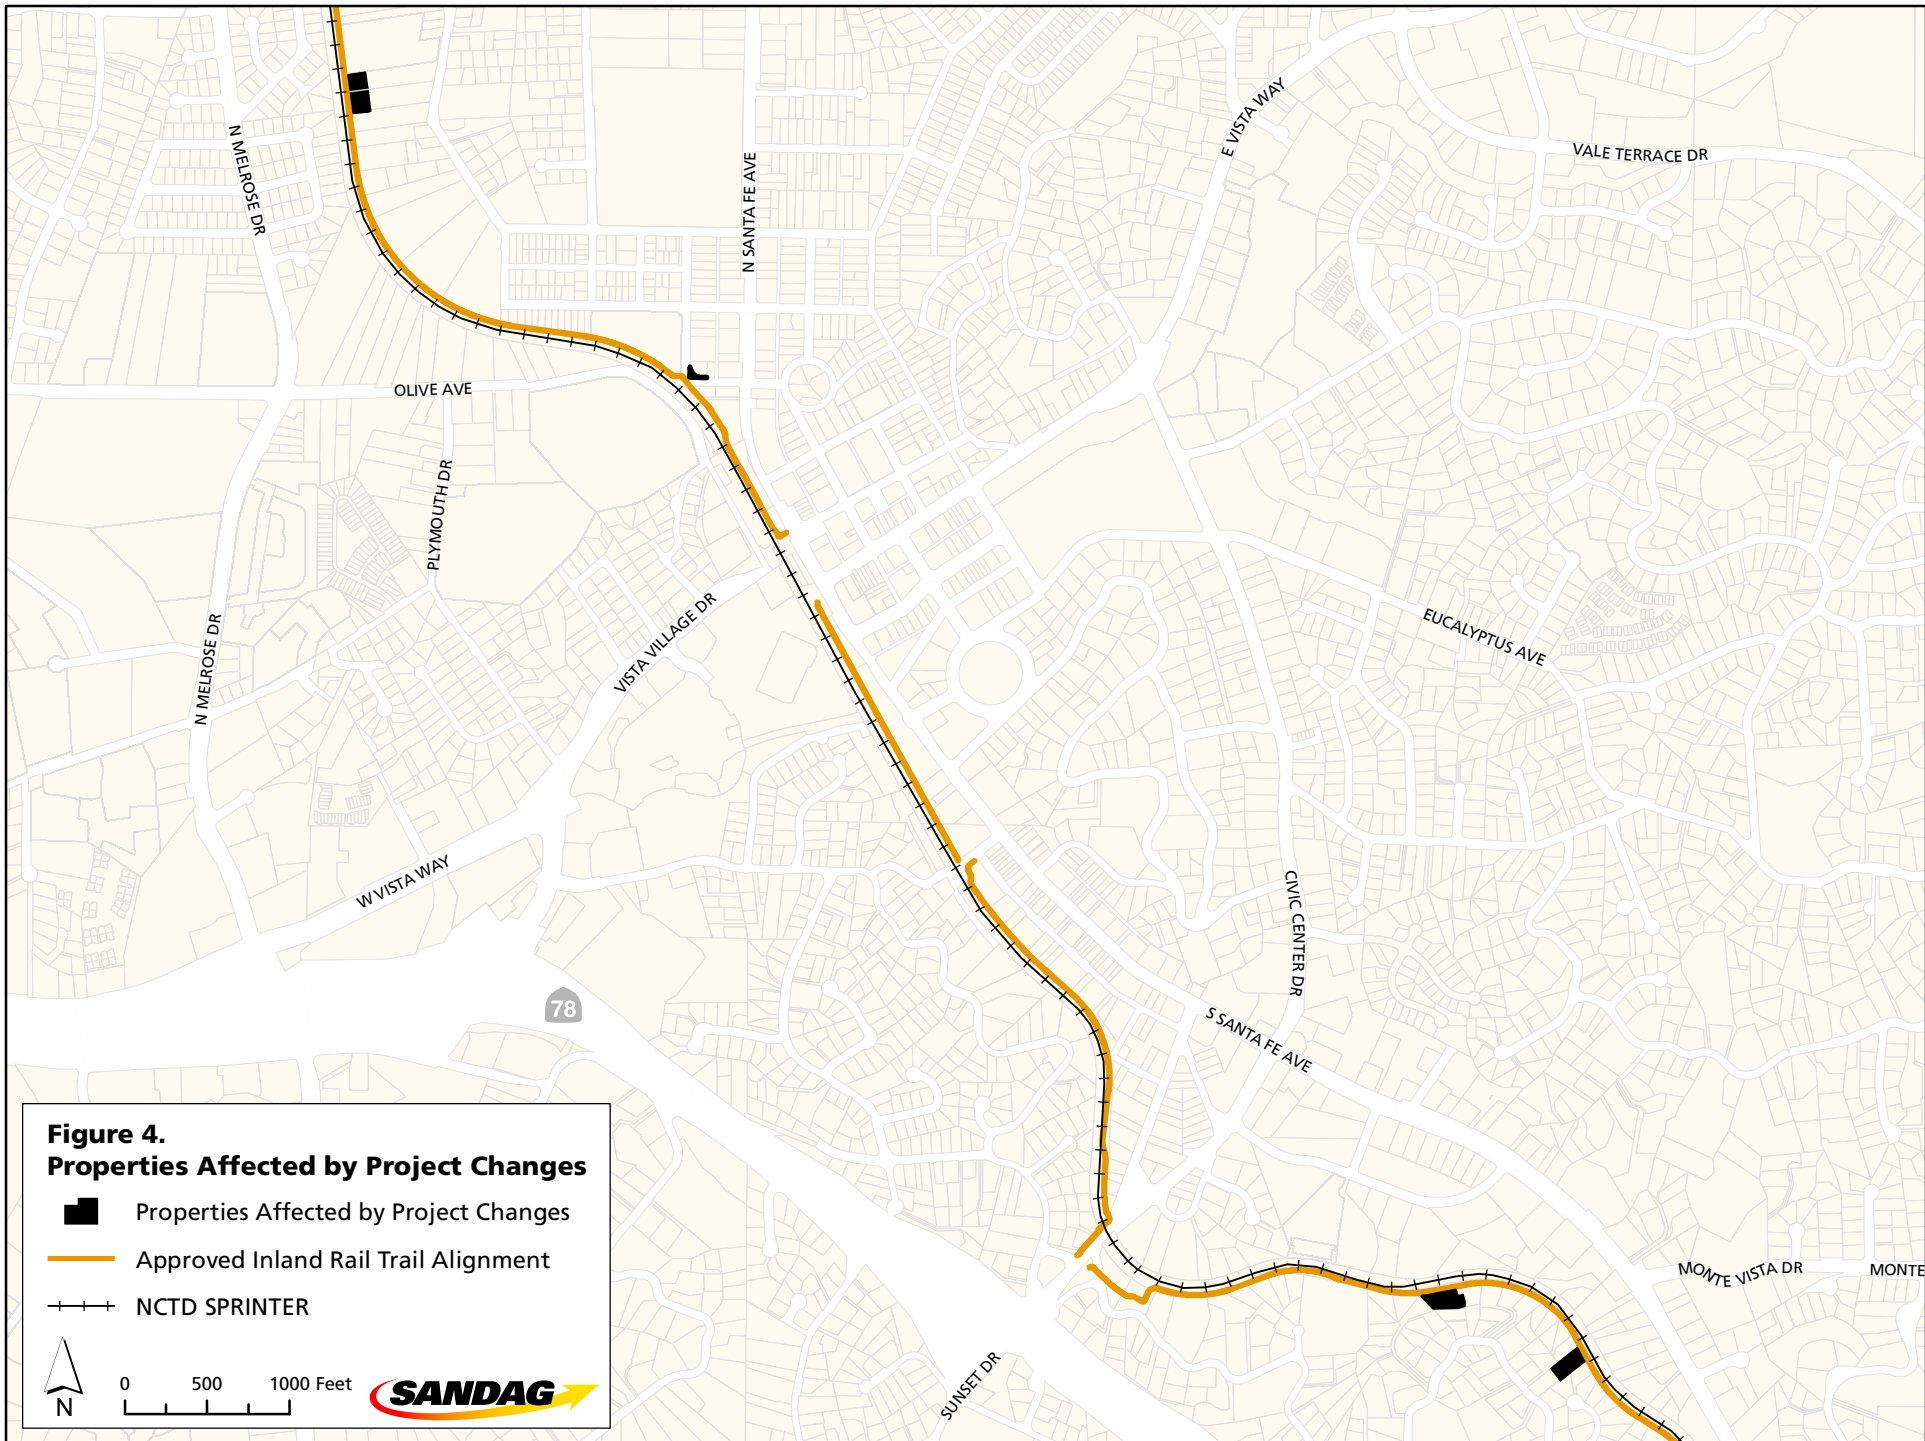 N MELROSE DR
N SANTA FE AVE
E VISTA WAY
VALE TERRACE DR
OLIVE AVE
PLYMOUTH DR
N MELROSE DR
VISTA VILLAGE DR
EUCALYPTUS AVE
W VISTA WAY
CIVIC CENTER DR
78
S SANTA FE AVE
MONTE VISTA DR
MONTE
SUNSET DR
Figure 4.
Properties Affected by Project Changes
Properties Affected by Project Changes
Approved Inland Rail Trail Alignment
NCTD SPRINTER
N
0 500 1000 Feet
SANDAG